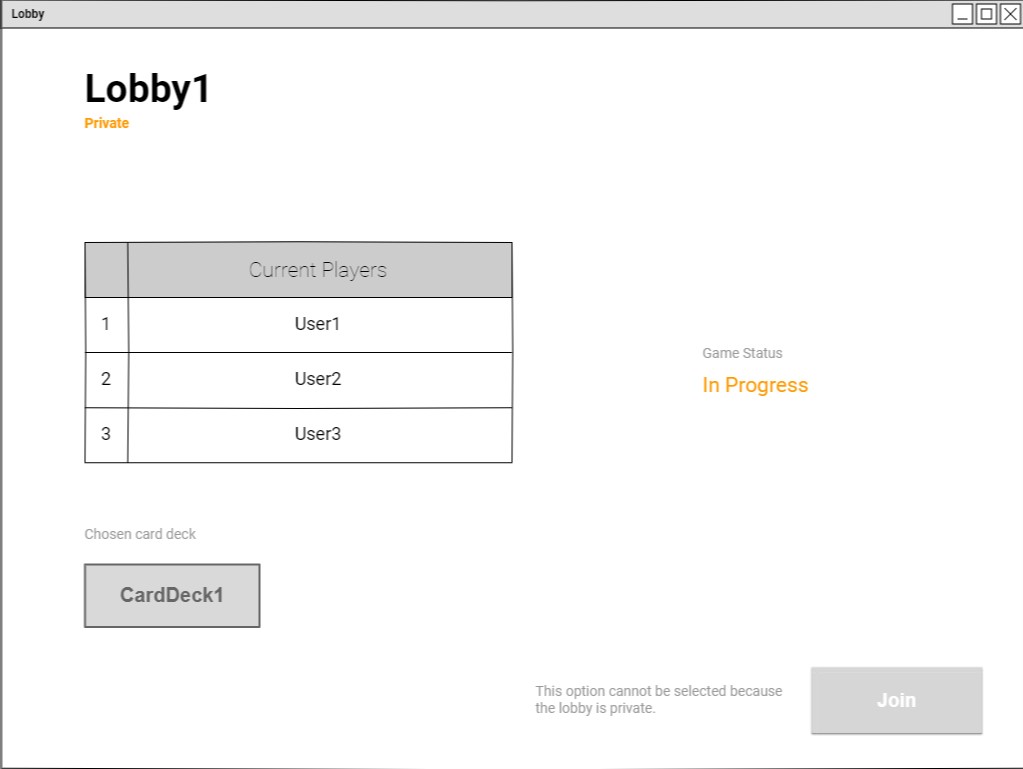 Lobby
Lobby1
Private
Current Players
1 User1
2 User2
3 User3
Game Status
In Progress
Chosen card deck
CardDeck1
This option cannot be selected because
the lobby is private.
Join